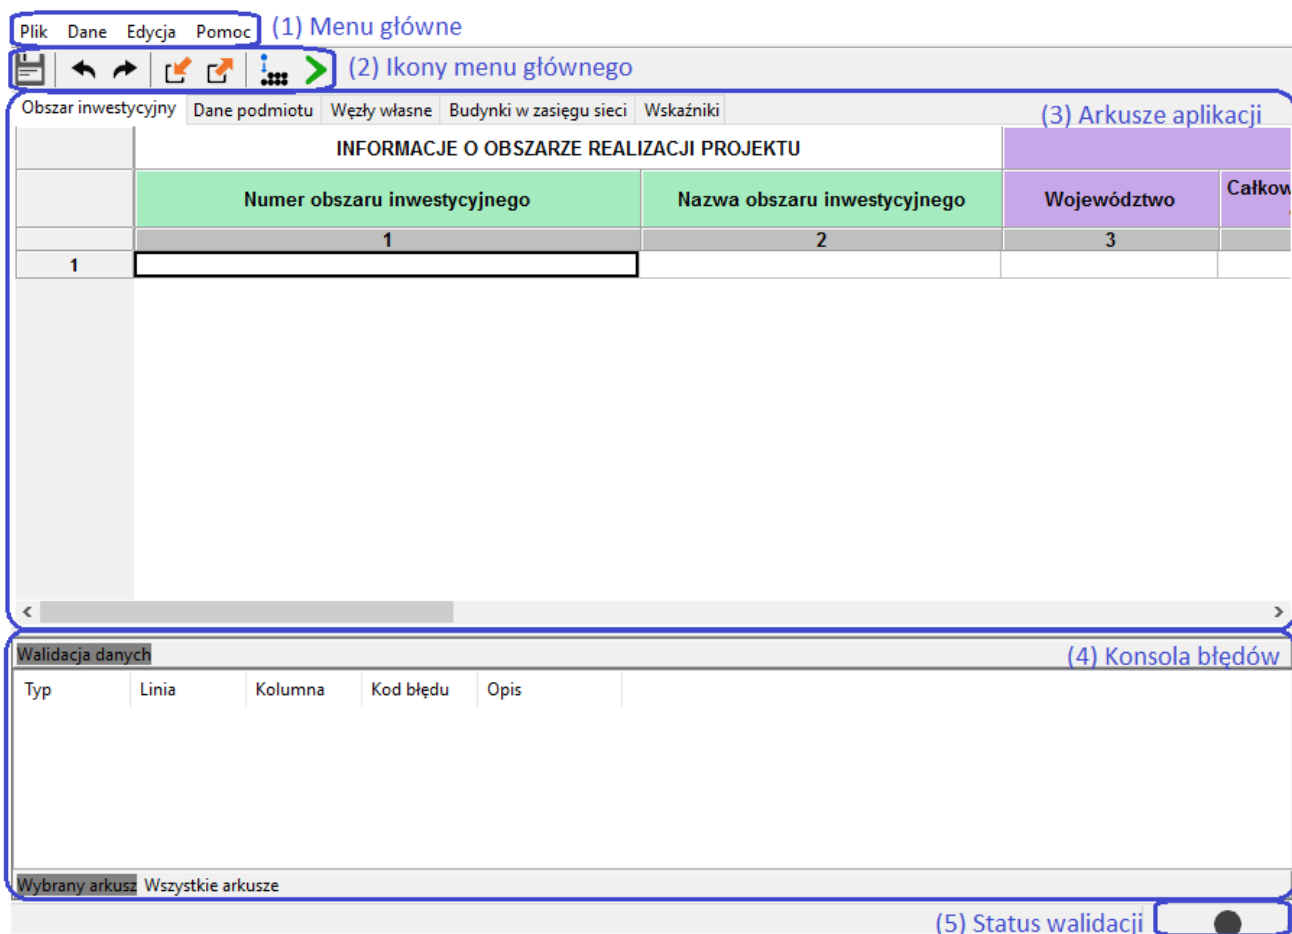 Plik Dane Edycja Pomoc (1) Menu główne
(2) Ikony menu głównego
Obszar inwestycyjny Dane podmiotu Węzły własne Budynki w zasięgu sieci Wskaźniki
(3) Arkusze aplikacji
INFORMACJE O OBSZARZE REALIZACJI PROJEKTU
Numer obszaru inwestycyjnego Nazwa obszaru inwestycyjnego Województwo Całkow
1 2 3
1
(4) Konsola błędów
Walidacja danych
Typ Linia Kolumna Kod błędu Opis
Wybrany arkusz Wszystkie arkusze
(5) Status walidacji